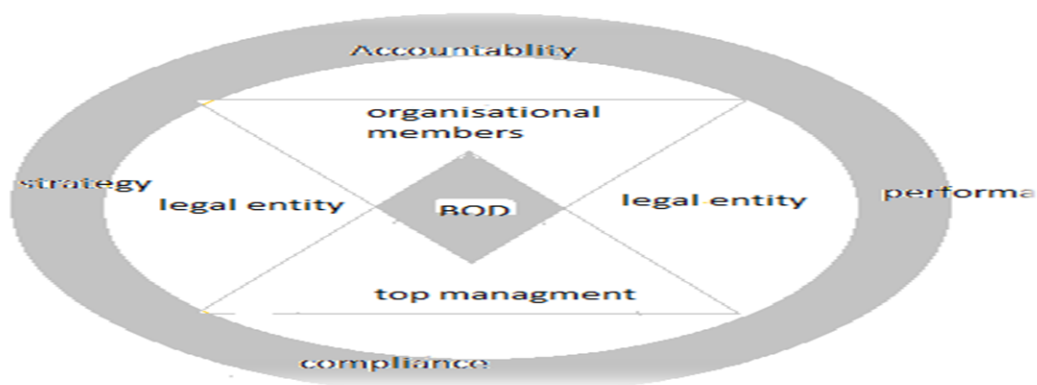 Accountablity
organisational
members
strategy
legal entity
BOD
legal entity
performa
top managment
compliance